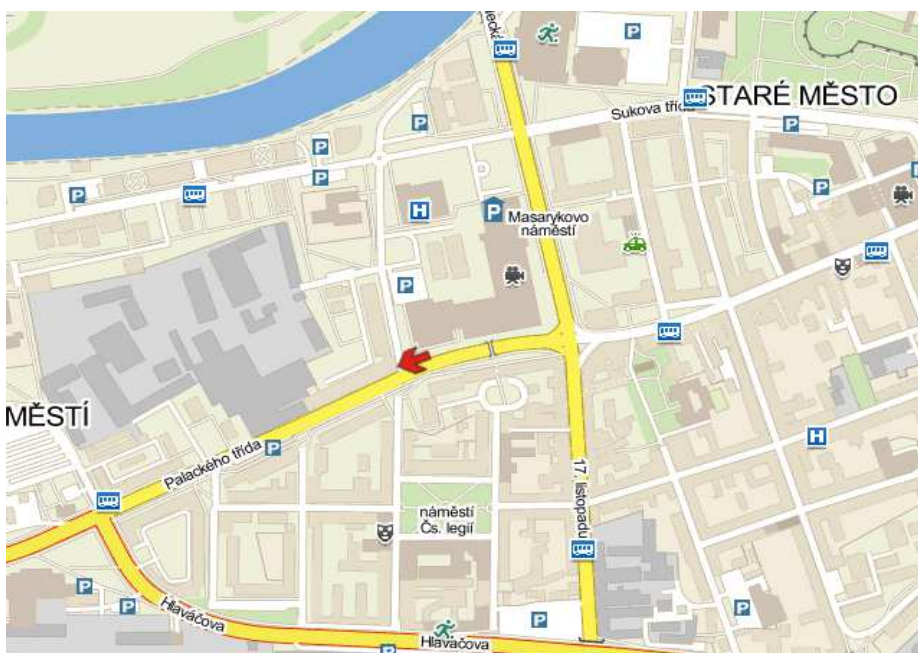 STARÉ MĚSTO
Sukova třída
Masarykovo
náměstí
MĚSTÍ
Palackého třída
17. listopadu
náměstí
Čs. legií
Hlaváčova
Hlaváčova
P
P
P
P
P
P
P
H
P
P
P
H
P
P
P
P
P
P